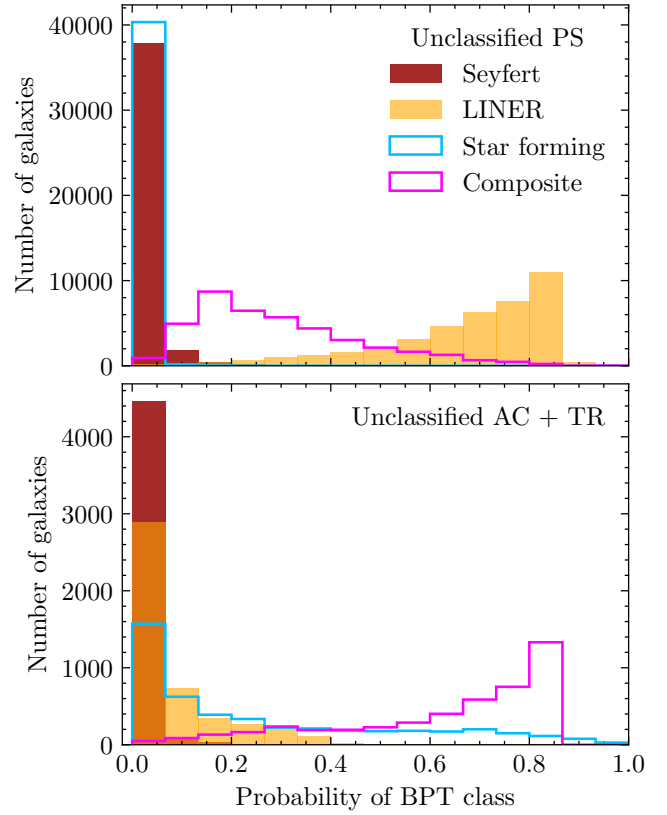 Unclassified PS
Seyfert
LINER
Star forming
Composite
Number of galaxies
40000
30000
20000
10000
0
Unclassified AC + TR
Number of galaxies
4000
3000
2000
1000
0
0.0 0.2 0.4 0.6 0.8 1.0
Probability of BPT class